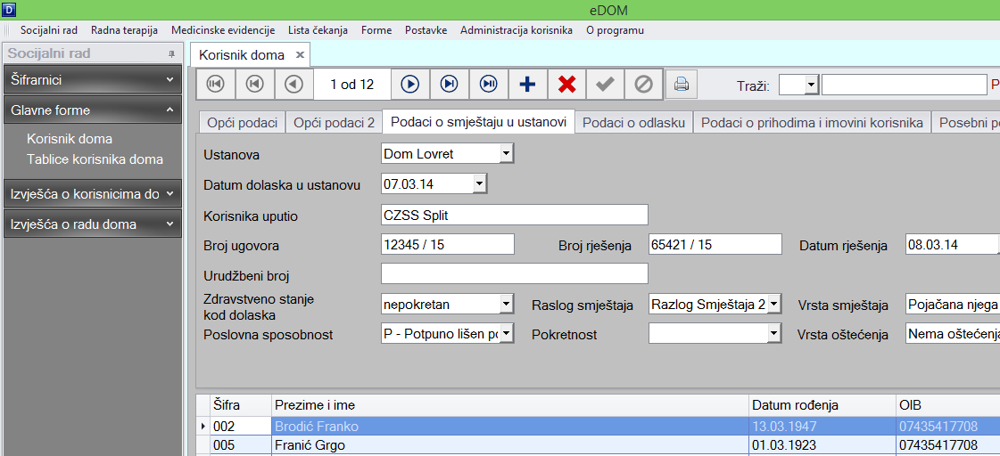 D eDOM
Socijalni rad Radna terapija Medicinske evidencije Lista čekanja Forme Postavke Administracija korisnika O programu
Socijalni rad
Šifrarnici
Glavne forme
Korisnik doma
Tablice korisnika doma
Izvješća o korisnicima do
Izvješća o radu doma
Korisnik doma
1 od 12 Traži: P
Opći podaci Opći podaci 2 Podaci o smještaju u ustanovi Podaci o odlasku Podaci o prihodima i imovini korisnika Posebni p
Ustanova Dom Lovret
Datum dolaska u ustanovu 07.03.14
Korisnika uputio CZSS Split
Broj ugovora 12345 / 15 Broj rješenja 65421 / 15 Datum rješenja 08.03.14
Urudžbeni broj
Zdravstveno stanje
kod dolaska nepokretan Raslog smještaja Razlog Smještaja 2 Vrsta smještaja Pojačana njega
Poslovna sposobnost P - Potpuno lišen po Pokretnost Vrsta oštećenja Nema oštećenja
Šifra Prezime i ime Datum rođenja OIB
002 Brodić Franko 13.03.1947 07435417708
005 Franić Grgo 01.03.1923 07435417708